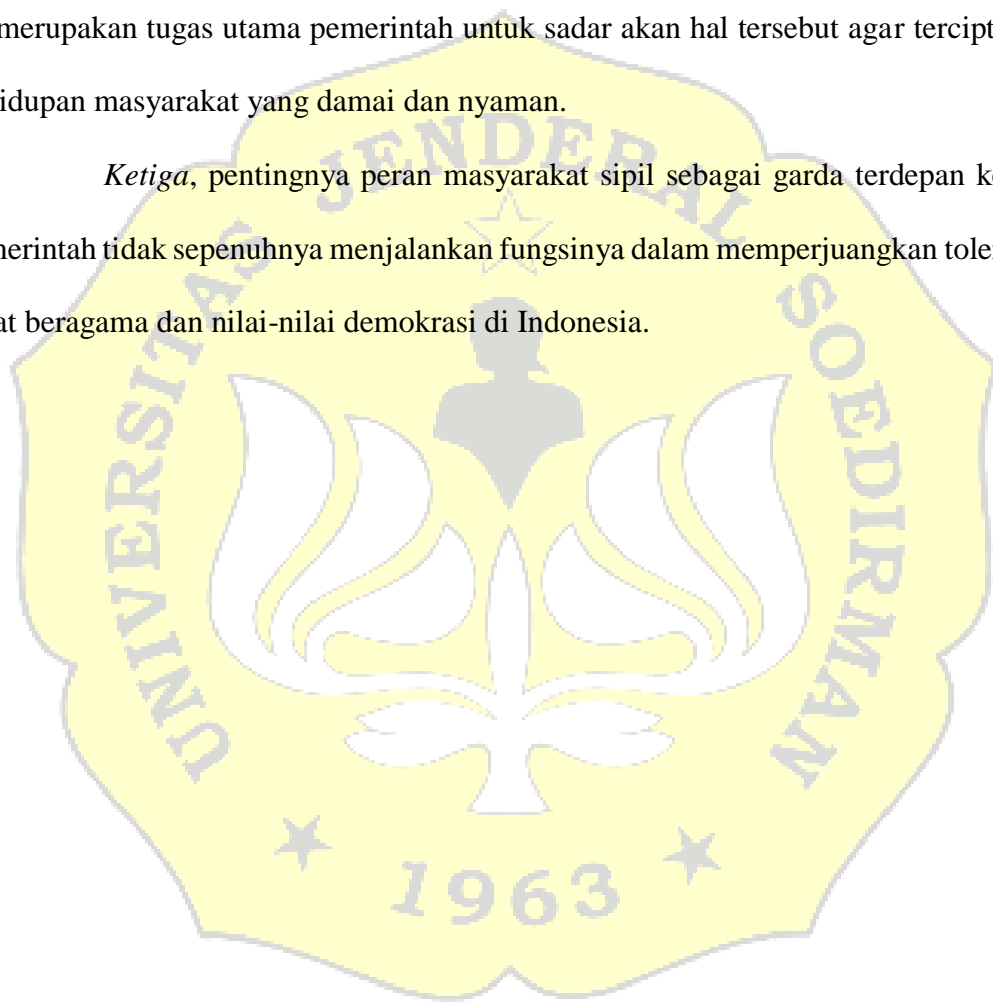 merupakan tugas utama pemerintah untuk sadar akan hal tersebut agar tercipt
idupan masyarakat yang damai dan nyaman.
Ketiga, pentingnya peran masyarakat sipil sebagai garda terdepan k
merintah tidak sepenuhnya menjalankan fungsinya dalam memperjuangkan tole
at beragama dan nilai-nilai demokrasi di Indonesia.
UNIVERSITAS JENDERAL SOEDIRMAN
1963